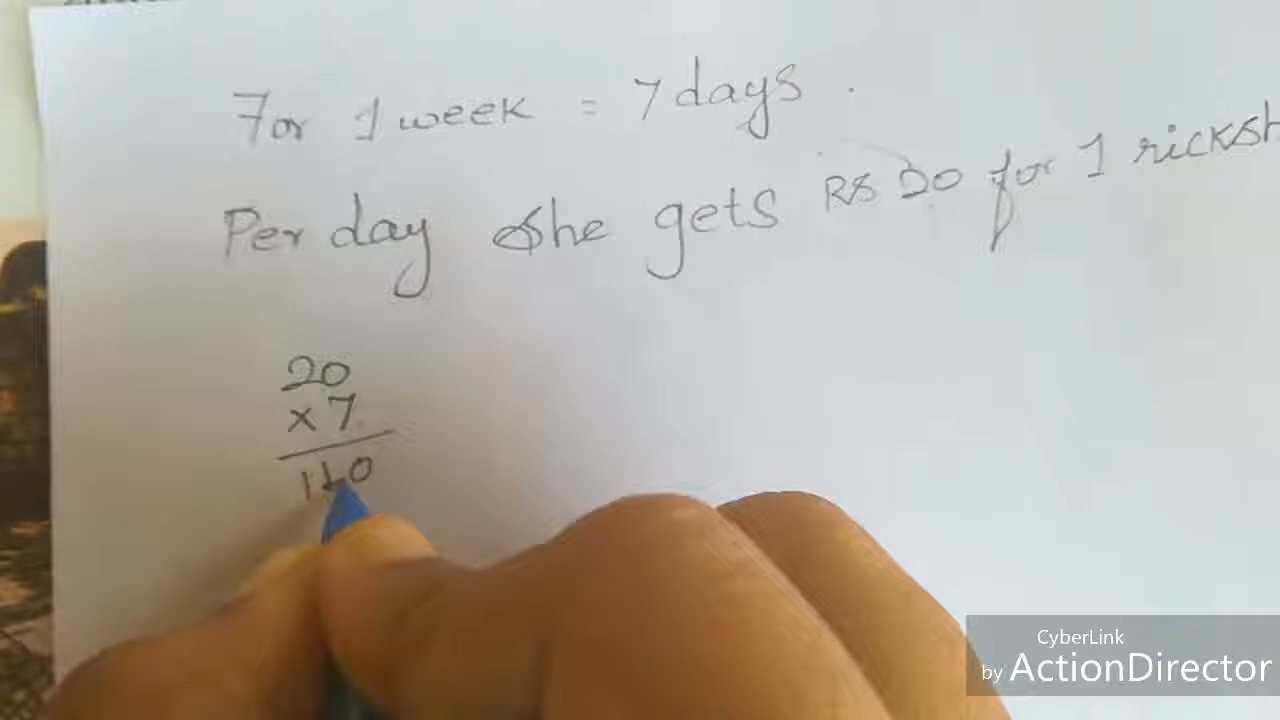 For 1 week = 7 days.
Per day she gets RS 20 for 1 ricksh
20
x 7
140
CyberLink
by ActionDirector